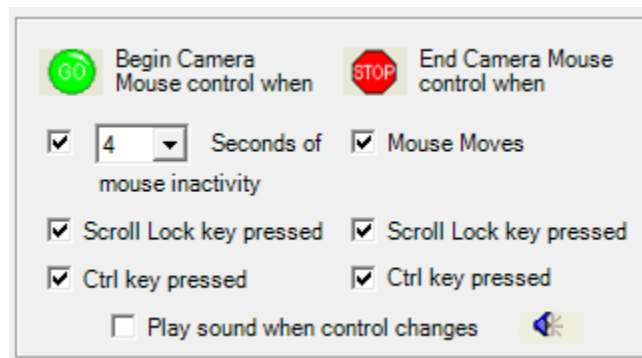 GO
Begin Camera
Mouse control when
STOP
End Camera Mouse
control when
4
Seconds of
mouse inactivity
Mouse Moves
Scroll Lock key pressed
Scroll Lock key pressed
Ctrl key pressed
Ctrl key pressed
Play sound when control changes